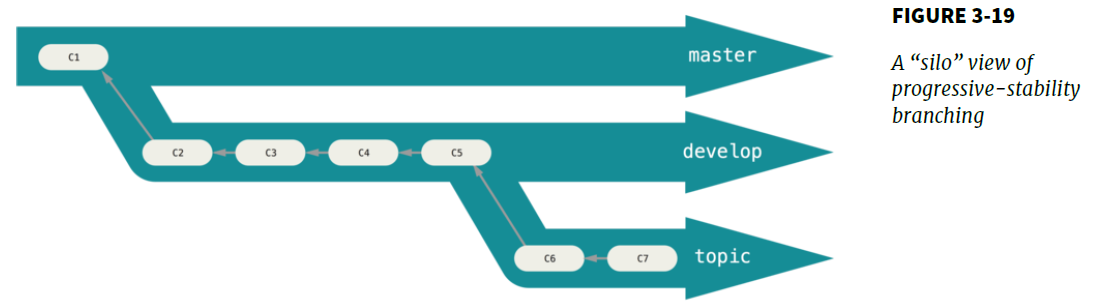 C1
master
C2
C3
C4
C5
develop
C6
C7
topic
FIGURE 3-19
A “silo” view of
progressive-stability
branching